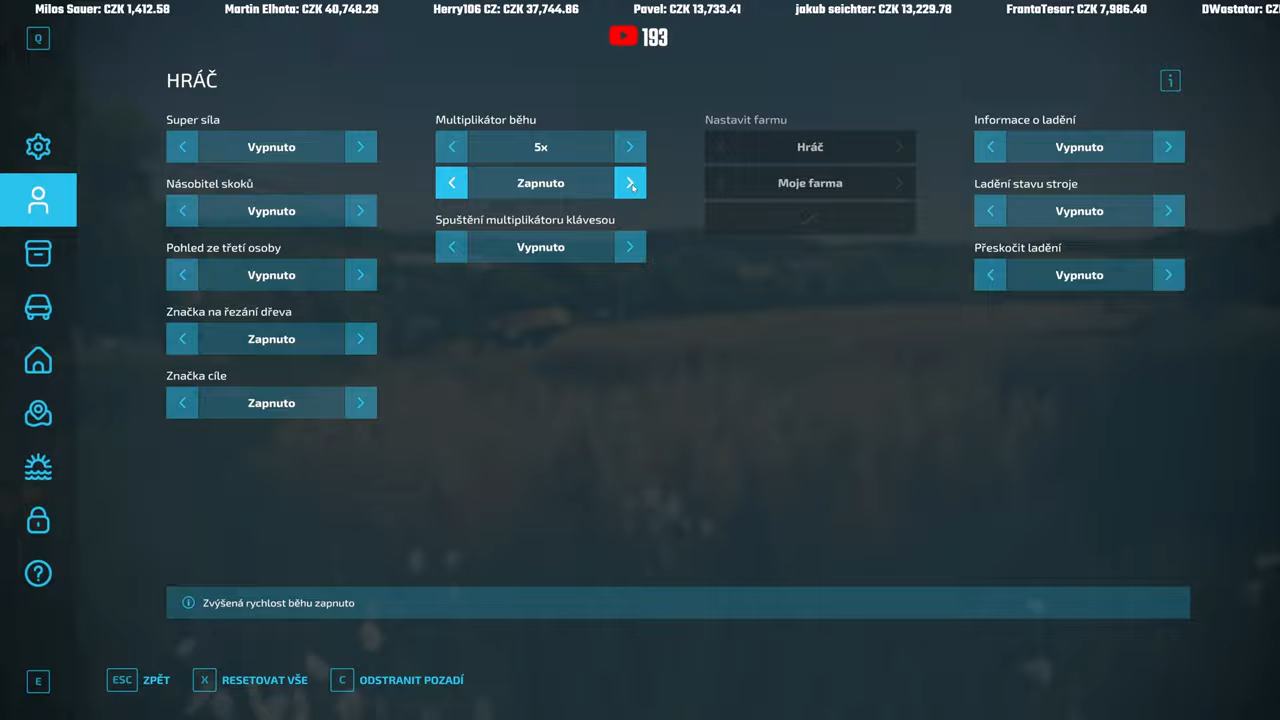 Milos Sauer: CZK 1,412.58 Martin Elhota: CZK 40,748.29 Herry106 CZ: CZK 37,744.86 Pavel: CZK 13,733.41 jakub seichter: CZK 13,229.78 FrantaTesar: CZK 7,986.40 DWastator: CZ
193
Q
HRÁČ
i
Super síla
Vypnuto
Násobitel skoků
Vypnuto
Pohled ze třetí osoby
Vypnuto
Značka na řezání dřeva
Zapnuto
Značka cíle
Zapnuto
Multiplikátor běhu
5x
Zapnuto
Spuštění multiplikátoru klávesou
Vypnuto
Nastavit farmu
Hráč
Moje farma
Informace o ladění
Vypnuto
Ladění stavu stroje
Vypnuto
Přeskočit ladění
Vypnuto
Zvýšená rychlost běhu zapnuto
E
ESC ZPĚT X RESETOVAT VŠE C ODSTRANIT POZADÍ